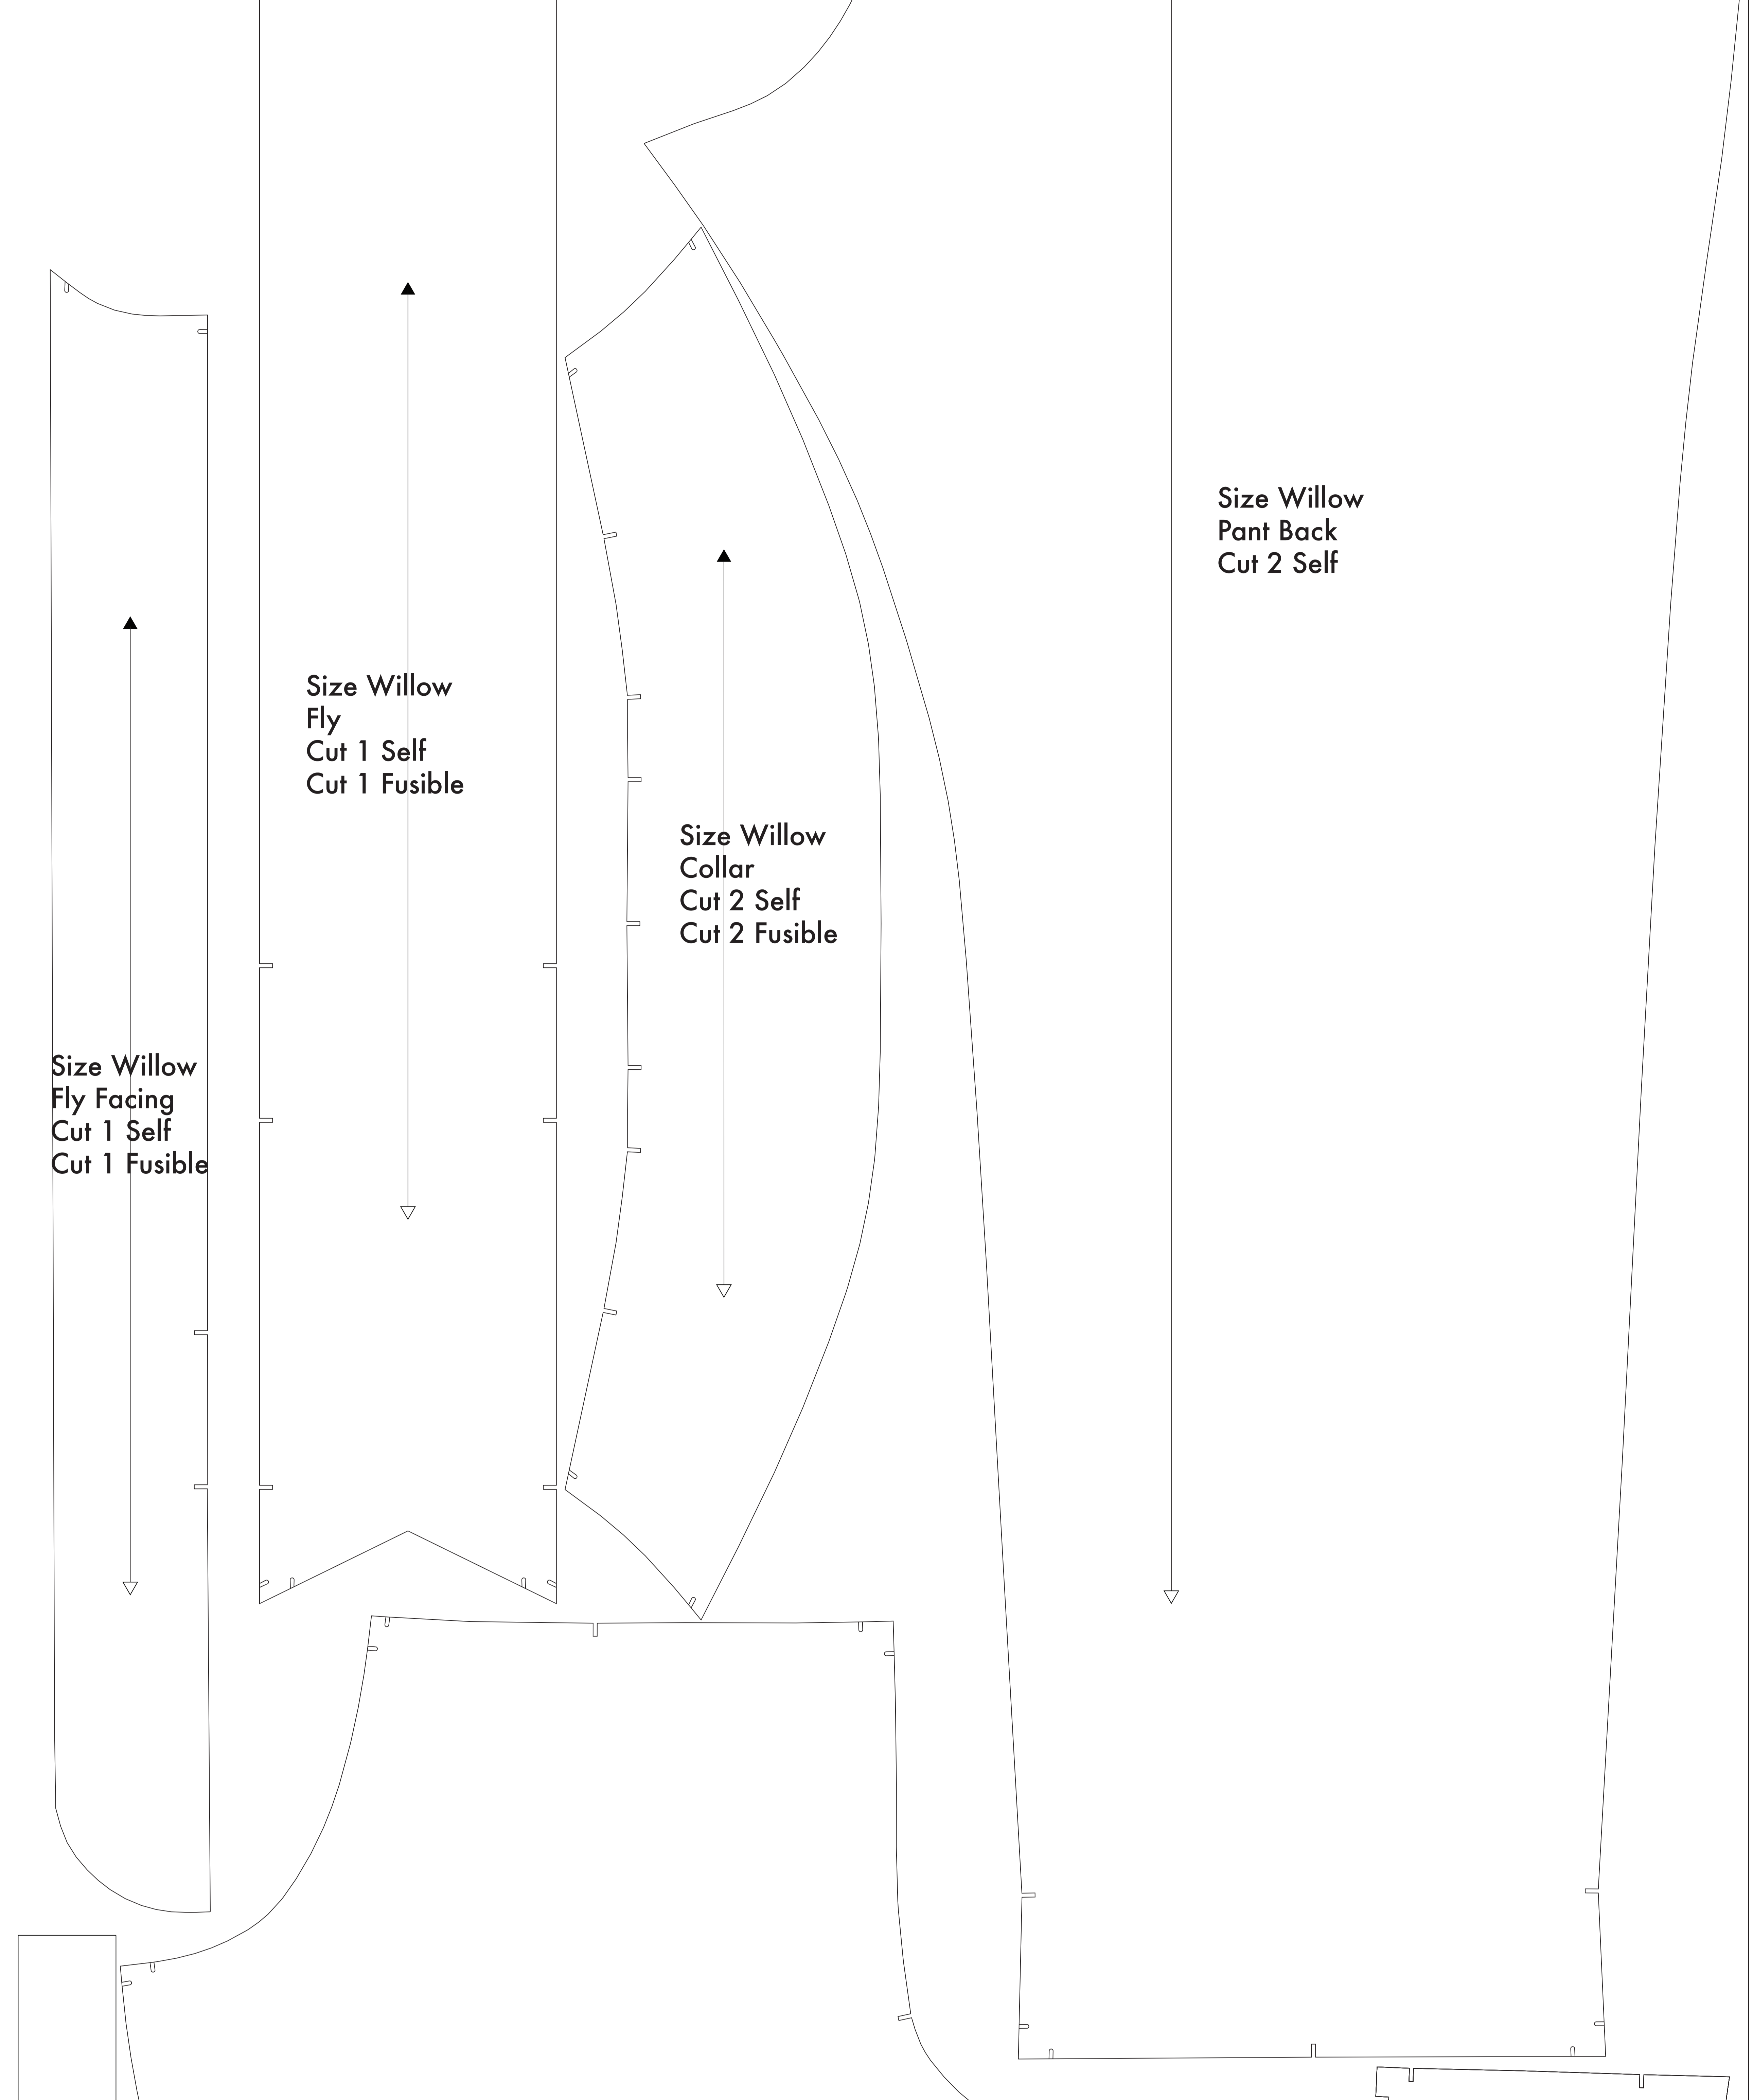 Size Willow
Pant Back
Cut 2 Self
Size Willow
Fly
Cut 1 Self
Cut 1 Fusible
Size Willow
Collar
Cut 2 Self
Cut 2 Fusible
Size Willow
Fly Facing
Cut 1 Self
Cut 1 Fusible